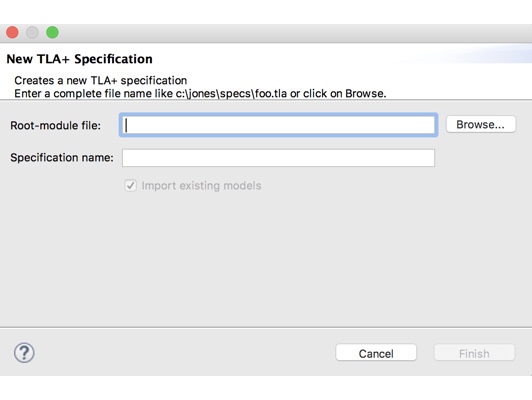 New TLA+ Specification
Creates a new TLA+ specification
Enter a complete file name like c:\jones\specs\foo.tla or click on Browse.
Root-module file:
Browse...
Specification name:
Import existing models
?
Cancel
Finish